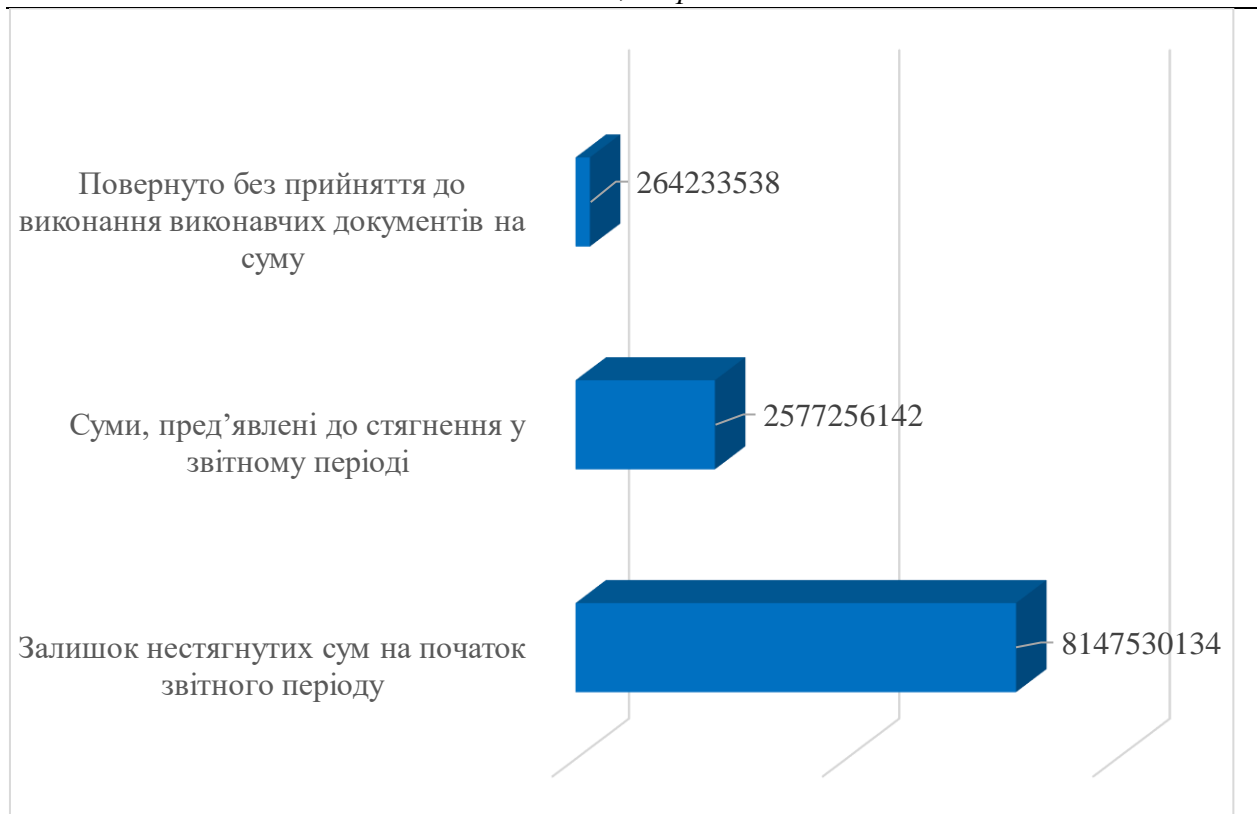 Повернуто без прийняття до
виконання виконавчих документів на
суму
264233538
Суми, пред’явлені до стягнення у
звітному періоді
2577256142
Залишок нестягнутих сум на початок
звітного періоду
8147530134